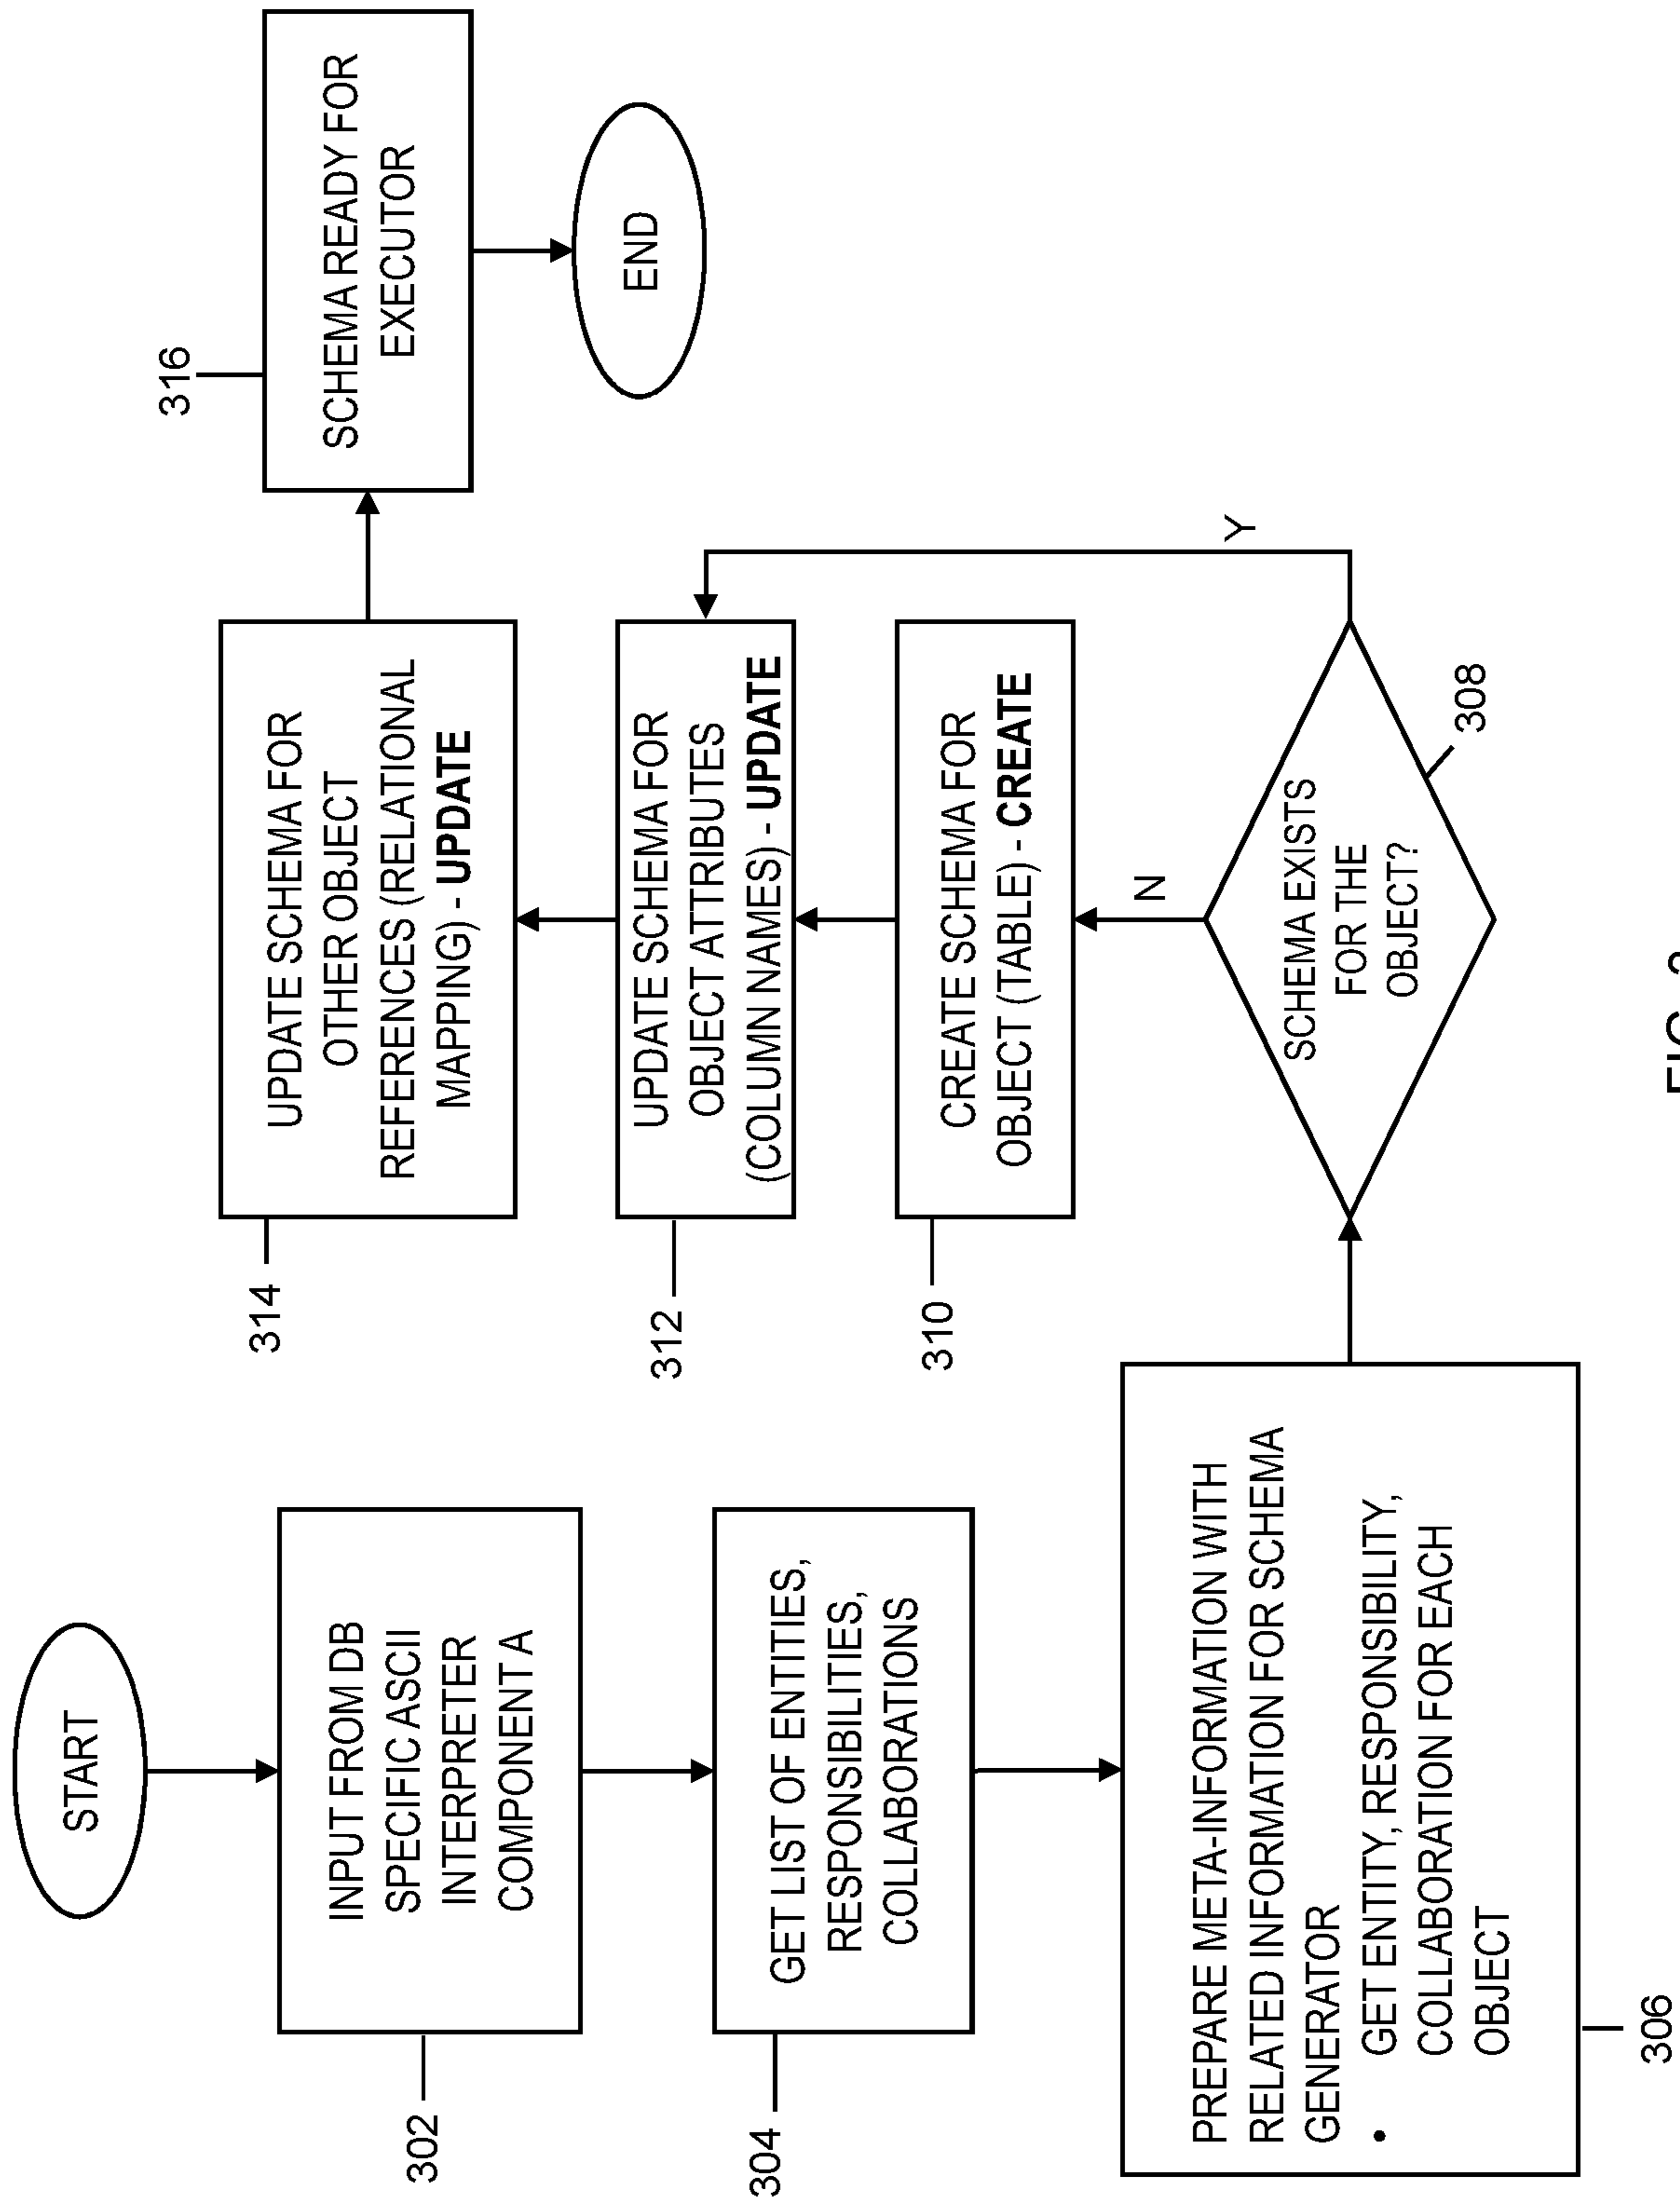 START
INPUT FROM DB
SPECIFIC ASCII
INTERPRETER
COMPONENT A
302
GET LIST OF ENTITIES,
RESPONSIBILITIES,
COLLABORATIONS
304
PREPARE META-INFORMATION WITH
RELATED INFORMATION FOR SCHEMA
GENERATOR
• GET ENTITY, RESPONSIBILITY,
COLLABORATION FOR EACH
OBJECT
306
SCHEMA EXISTS
FOR THE
OBJECT?
308
N
Y
CREATE SCHEMA FOR
OBJECT (TABLE) - CREATE
310
UPDATE SCHEMA FOR
OBJECT ATTRIBUTES
(COLUMN NAMES) - UPDATE
312
UPDATE SCHEMA FOR
OTHER OBJECT
REFERENCES (RELATIONAL
MAPPING) - UPDATE
314
SCHEMA READY FOR
EXECUTOR
316
END